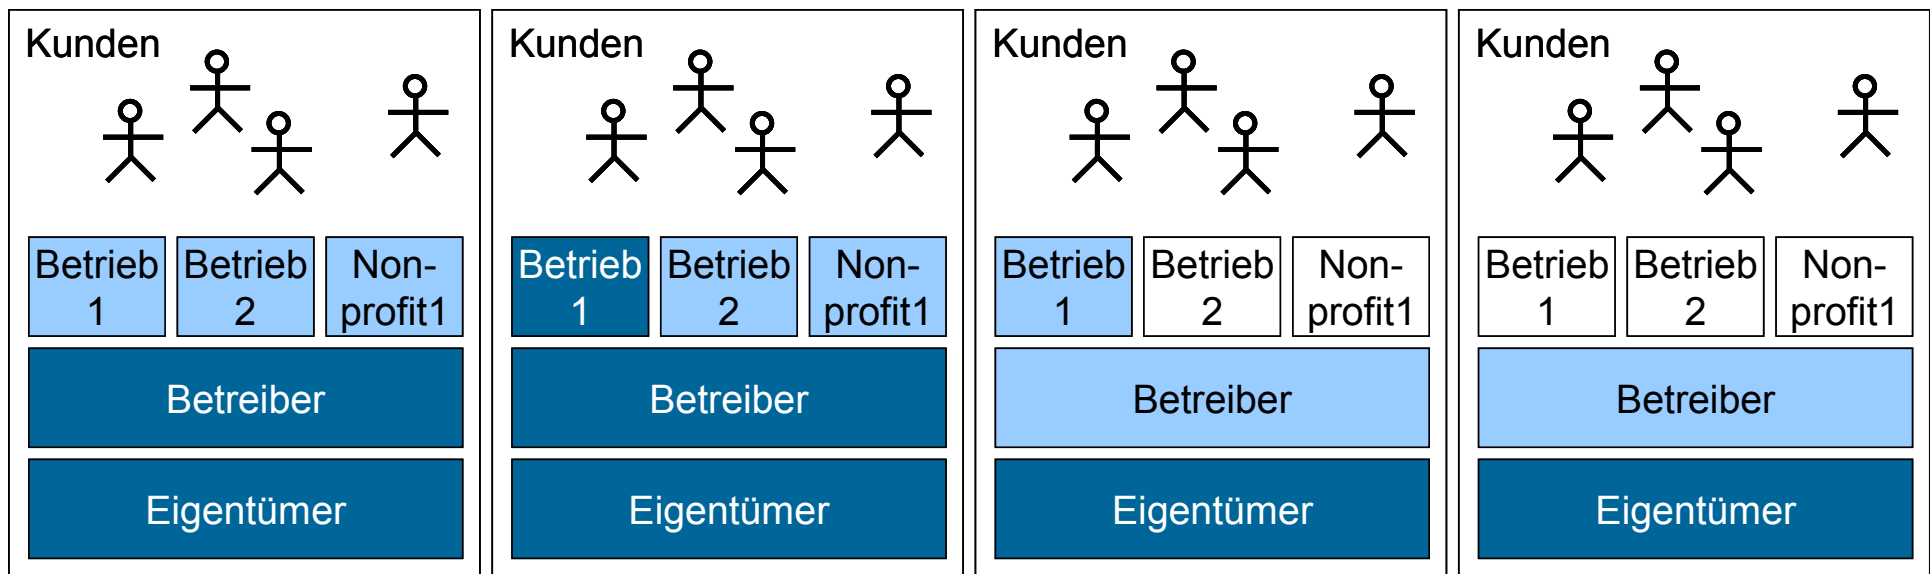 Kunden
Betrieb 1
Betrieb 2
Non-profit1
Betreiber
Eigentümer
Kunden
Betrieb 1
Betrieb 2
Non-profit1
Betreiber
Eigentümer
Kunden
Betrieb 1
Betrieb 2
Non-profit1
Betreiber
Eigentümer
Kunden
Betrieb 1
Betrieb 2
Non-profit1
Betreiber
Eigentümer